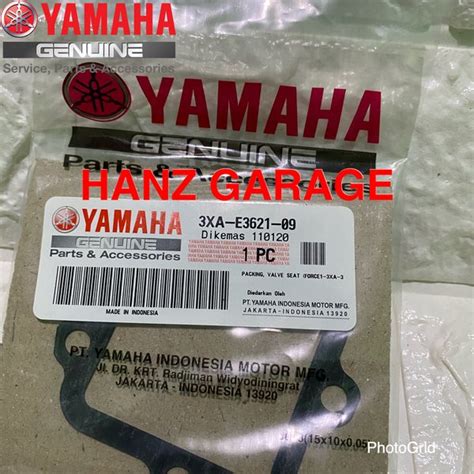 YAMAHA
GENUINE
Service, Parts & Accessories
YAMAHA
GENUINE
Parts & Accessories
HANZ GARAGE
YAMAHA
GENUINE
Parts & Accessories
MADE IN INDONESIA
3XA-E3621-09
Dikemas 110120
1 PC
PACKING, VALVE SEAT (FORCE1-3XA-3
Diedarkan Oleh
PT. YAMAHA INDONESIA MOTOR MFG.
JAKARTA - INDONESIA 13920
PT. YAMAHA INDONESIA MOTOR MFG.
JL. DR. KRT. Radjiman Widyodiningrat
JAKARTA - INDONESIA
13920
(15x10x0,05
PhotoGrid